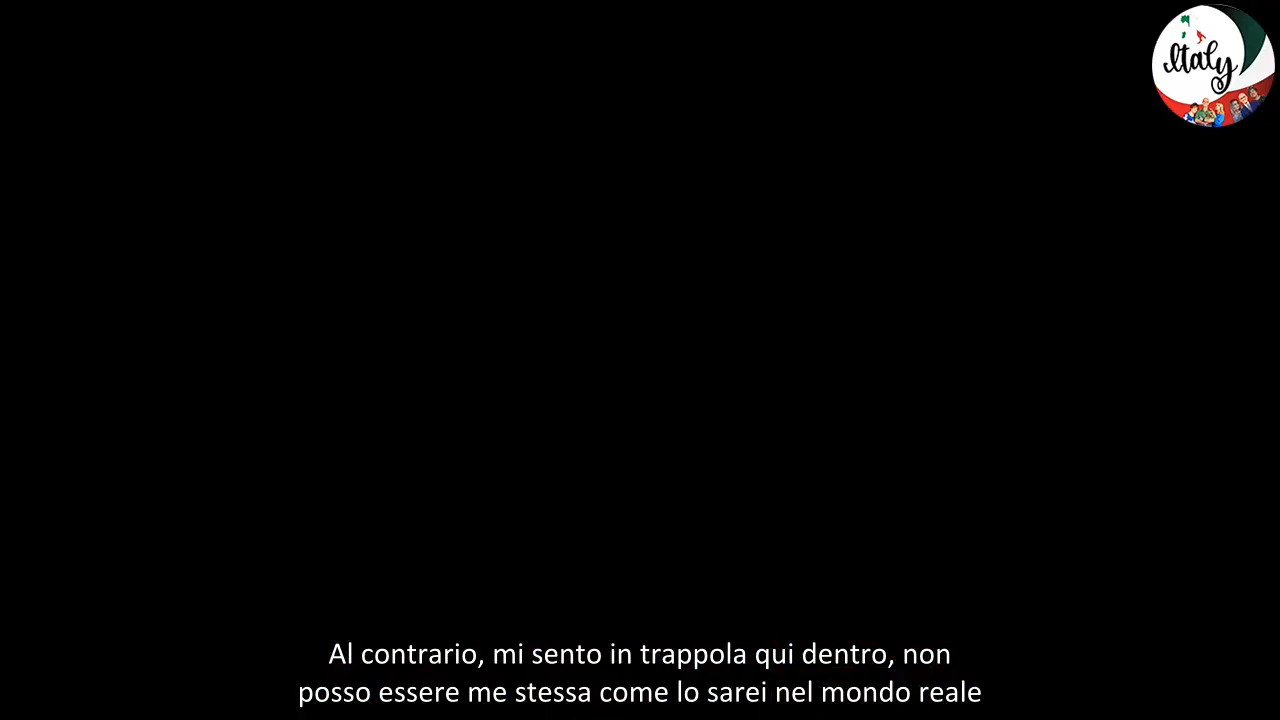 Italy
Al contrario, mi sento in trappola qui dentro, non
posso essere me stessa come lo sarei nel mondo reale